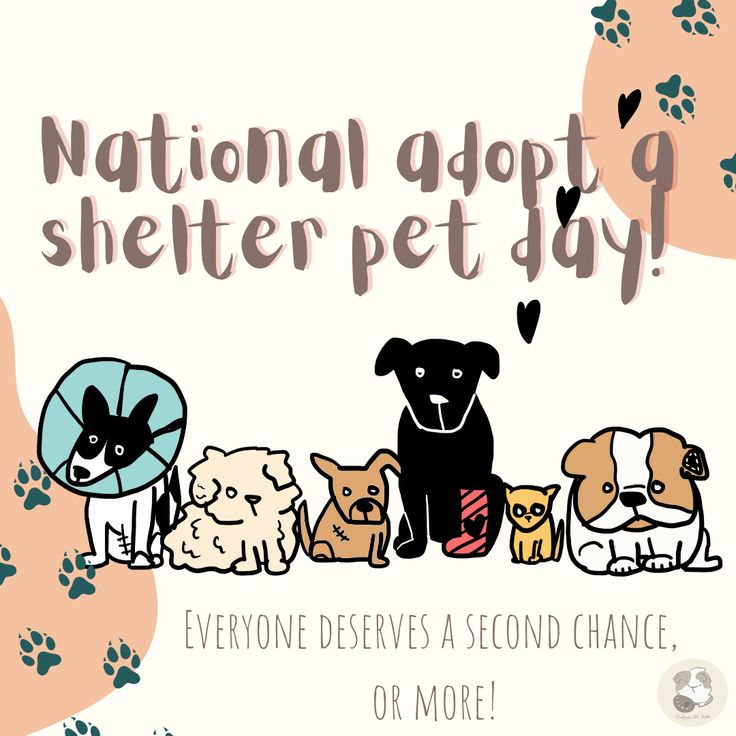 National adopt a
shelter pet day!
Everyone deserves a second chance,
or more!